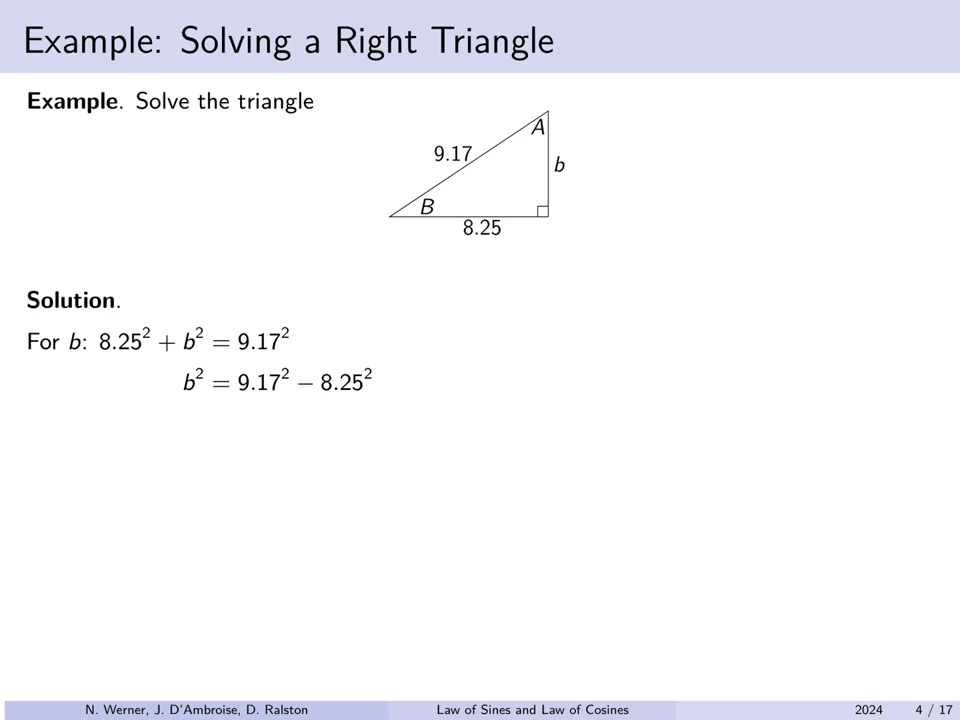 Example: Solving a Right Triangle
Example. Solve the triangle
A
9.17
b
B
8.25
Solution.
For b: 8.25² + b² = 9.17²
b² = 9.17² − 8.25²
N. Werner, J. D'Ambroise, D. Ralston Law of Sines and Law of Cosines 2024 4 / 17